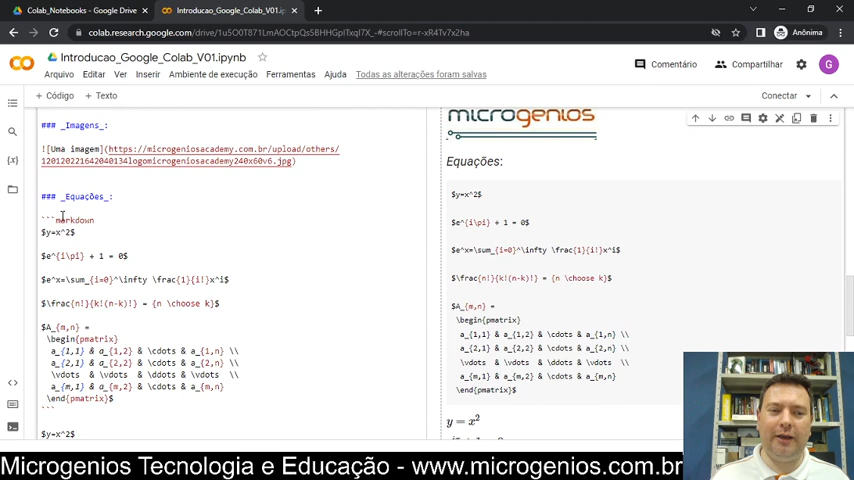 Colab_Notebooks - Google Drive
Introducao_Google_Colab_V01.ipyn
colab.research.google.com/drive/1u5O0T871LmAOCtpQs5BHHGpITxqI7X_-#scrollTo=r-xR4Tv7x2ha
Anônima
Introducao_Google_Colab_V01.ipynb
Comentário
Compartilhar
G
Arquivo Editar Ver Inserir Ambiente de execução Ferramentas Ajuda Todas as alterações foram salvas
+ Código + Texto
Conectar
### _Imagens_:
![Uma imagem](https://microgeniosacademy.com.br/upload/others/
120120221642040134logomicrogeniosacademy240x60v6.jpg)
### _Equações_:
```markdown
$y=x^2$
$e^{i\pi} + 1 = 0$
$e^x=\sum_{i=0}^\infty \frac{1}{i!}x^i$
$\frac{n!}{k!(n-k)!} = {n \choose k}$
$A_{m,n} =
\begin{pmatrix}
a_{1,1} & a_{1,2} & \cdots & a_{1,n} \\
a_{2,1} & a_{2,2} & \cdots & a_{2,n} \\
\vdots & \vdots & \ddots & \vdots \\
a_{m,1} & a_{m,2} & \cdots & a_{m,n}
\end{pmatrix}$
```
$y=x^2$
microgenios
Equações:
$y=x^2$
$e^{i\pi} + 1 = 0$
$e^x=\sum_{i=0}^\infty \frac{1}{i!}x^i$
$\frac{n!}{k!(n-k)!} = {n \choose k}$
$A_{m,n} =
\begin{pmatrix}
a_{1,1} & a_{1,2} & \cdots & a_{1,n} \\
a_{2,1} & a_{2,2} & \cdots & a_{2,n} \\
\vdots & \vdots & \ddots & \vdots \\
a_{m,1} & a_{m,2} & \cdots & a_{m,n}
\end{pmatrix}$
y = x²
Microgenios Tecnologia e Educação - www.microgenios.com.br